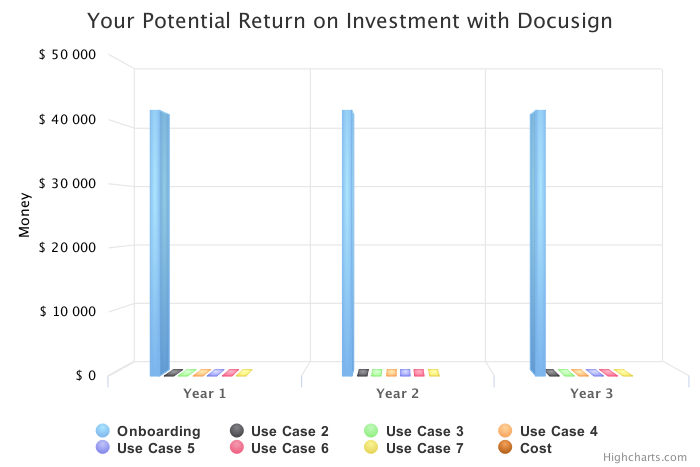 Your Potential Return on Investment with Docusign
$ 50 000
$ 40 000
$ 30 000
$ 20 000
$ 10 000
$ 0
Money
Year 1 Year 2 Year 3
Onboarding Use Case 2 Use Case 3 Use Case 4
Use Case 5 Use Case 6 Use Case 7 Cost
Highcharts.com